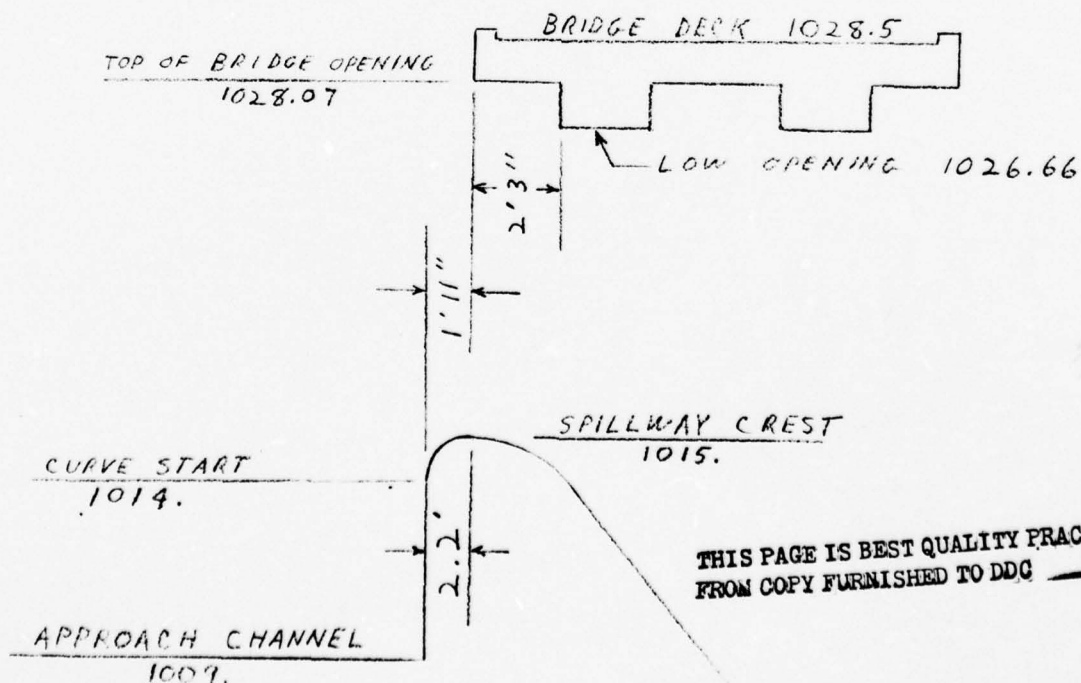 BRIDGE DECK 1028.5
TOP OF BRIDGE OPENING
1028.07
LOW OPENING 1026.66
2'3"
1'11"
SPILLWAY CREST
1015.
CURVE START
1014.
2.2'
THIS PAGE IS BEST QUALITY PRAC
FROM COPY FURNISHED TO DDC
APPROACH CHANNEL
1009.